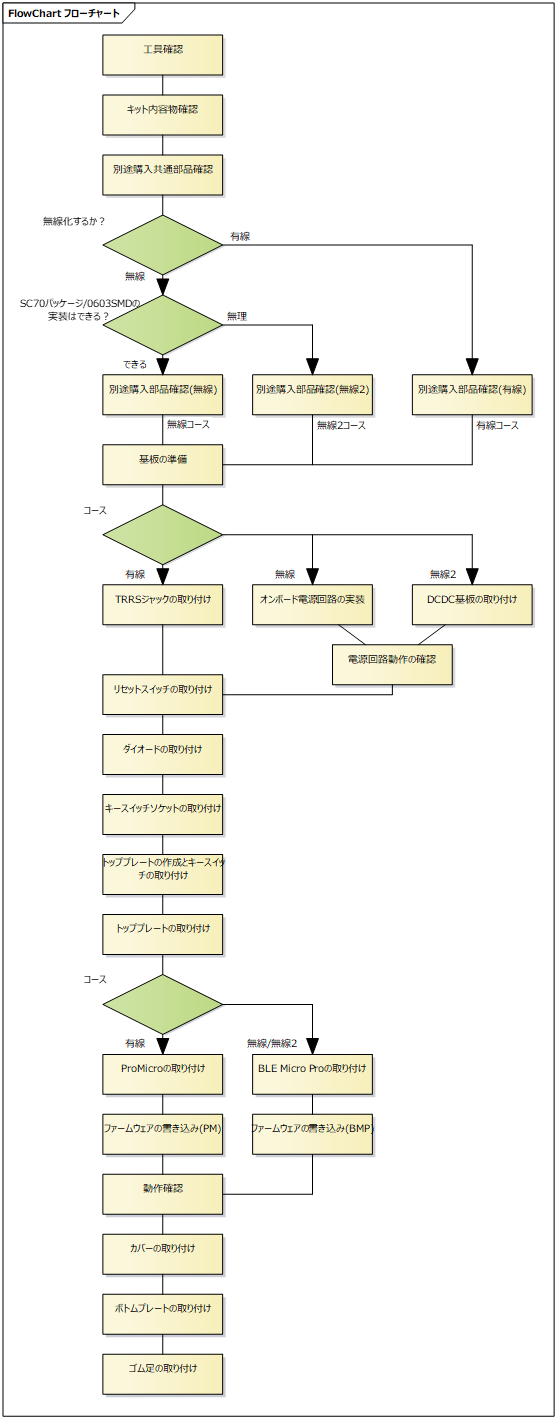 FlowChart フローチャート
工具確認
キット内容物確認
別途購入共通部品確認
無線化するか？
有線
無線
SC70パッケージ/0603SMDの
実装はできる？
無理
できる
別途購入部品確認(無線)
別途購入部品確認(無線2)
別途購入部品確認(有線)
無線コース
無線2コース
有線コース
基板の準備
コース
有線
無線
無線2
TRRSジャックの取り付け
オンボード電源回路の実装
DCDC基板の取り付け
電源回路動作の確認
リセットスイッチの取り付け
ダイオードの取り付け
キースイッチソケットの取り付け
トッププレートの作成とキースイッ
チの取り付け
トッププレートの取り付け
コース
有線
無線/無線2
ProMicroの取り付け
BLE Micro Proの取り付け
ファームウェアの書き込み(PM)
ファームウェアの書き込み(BMP)
動作確認
カバーの取り付け
ボトムプレートの取り付け
ゴム足の取り付け